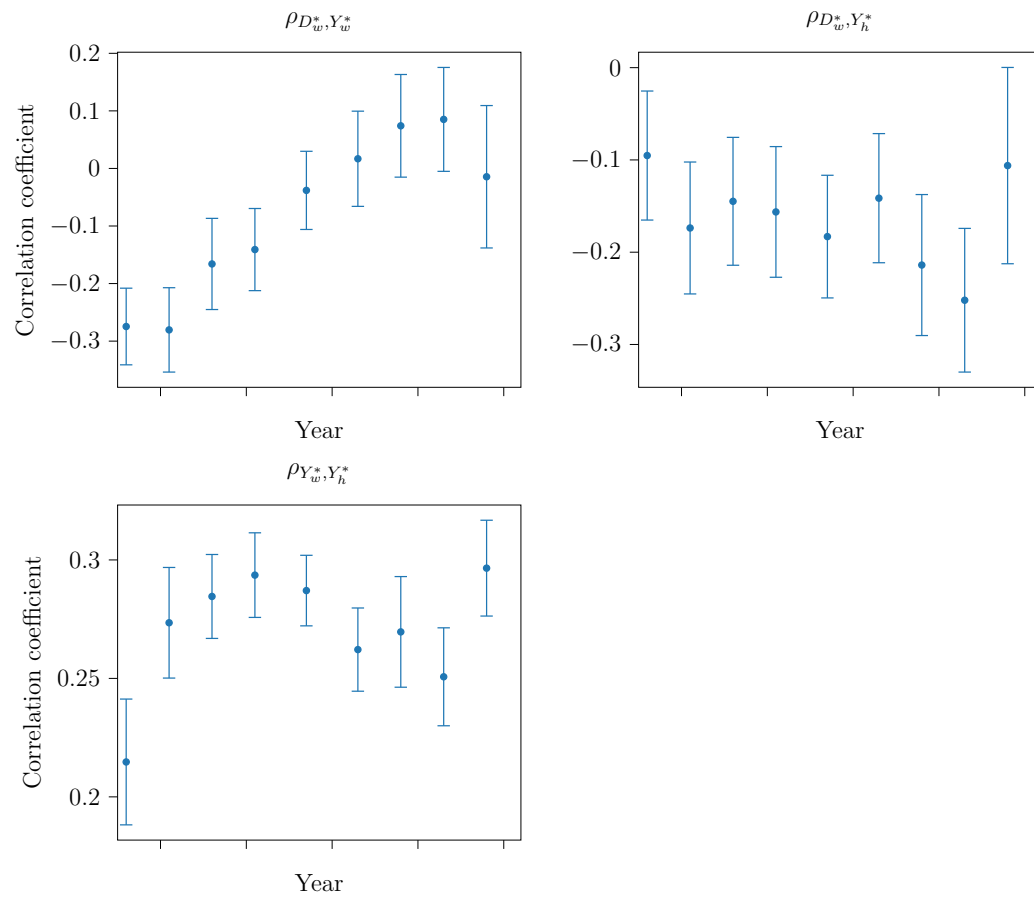 ρ_{D_w^*,Y_w^*}
0.2
0.1
0
−0.1
−0.2
−0.3
Correlation coefficient
Year
ρ_{D_w^*,Y_h^*}
0
−0.1
−0.2
−0.3
Year
ρ_{Y_w^*,Y_h^*}
0.3
0.25
0.2
Correlation coefficient
Year